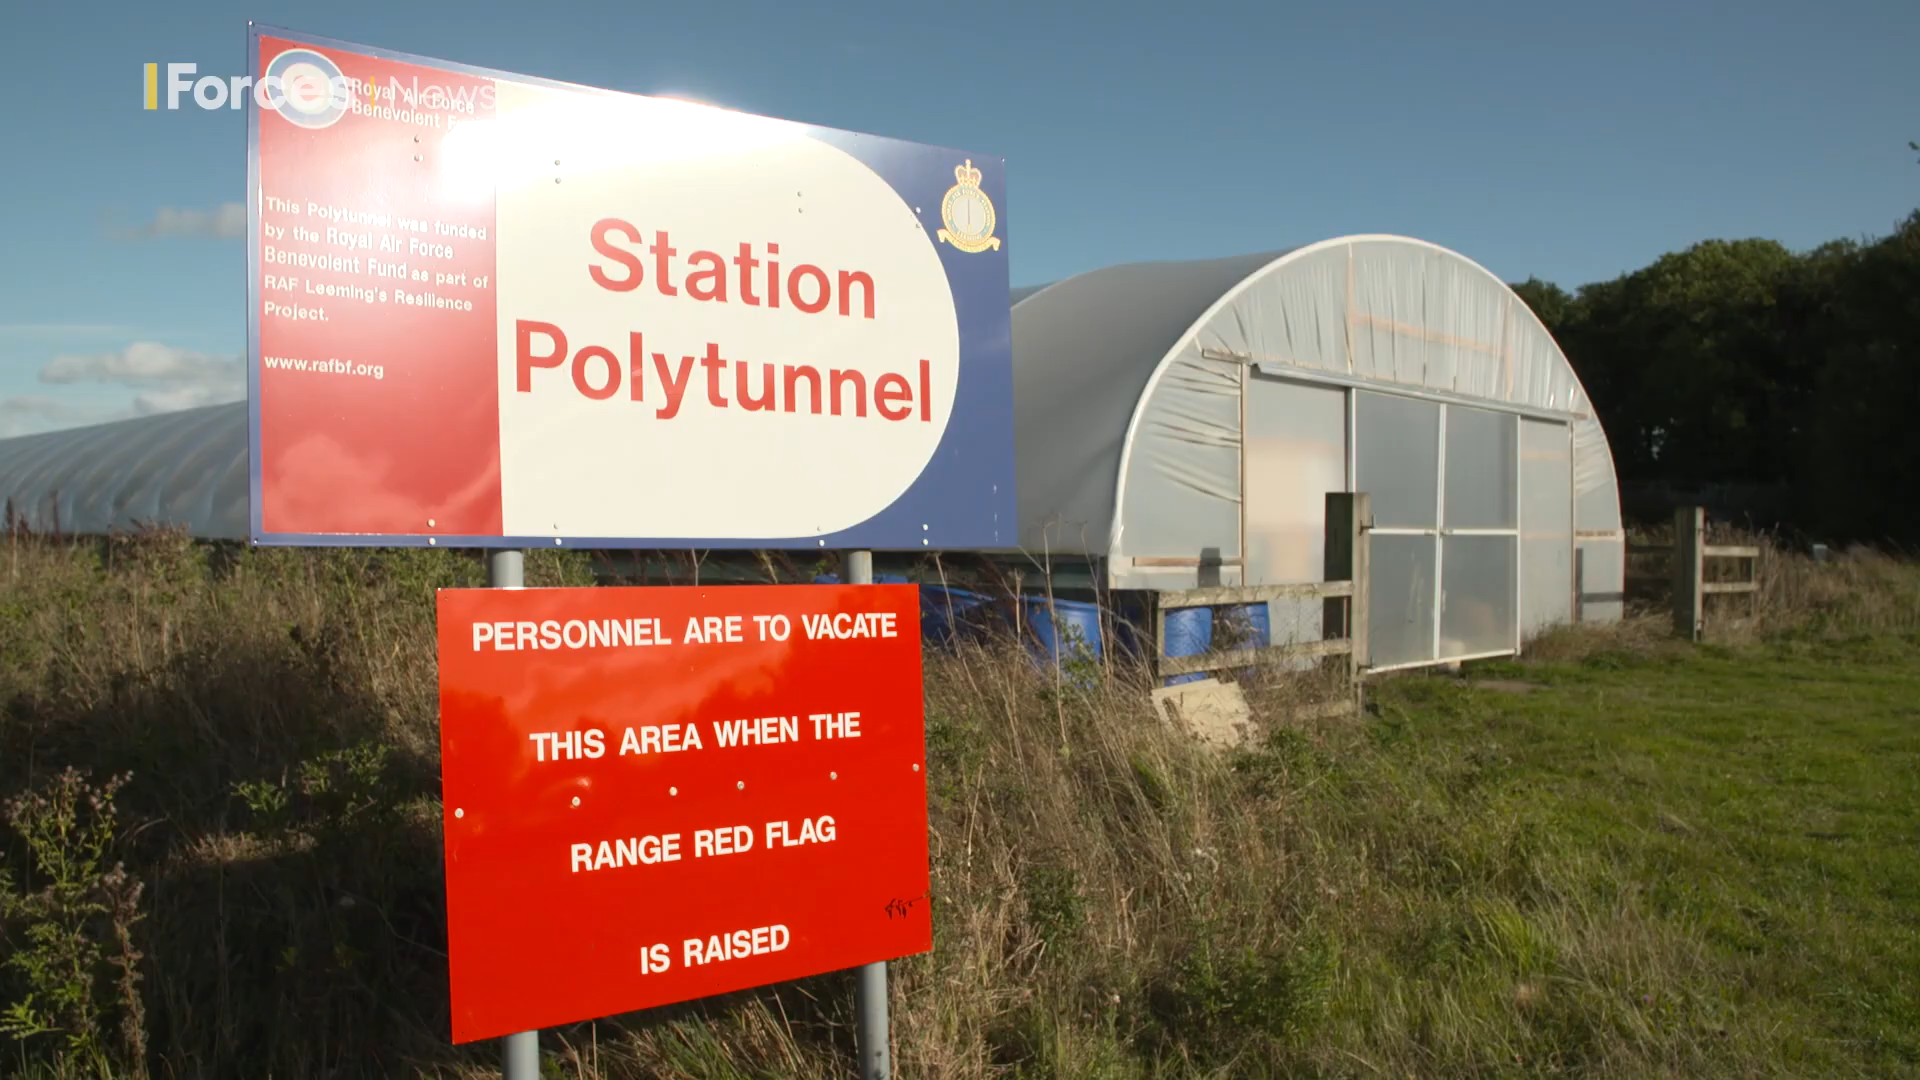 Forces News
Royal Air Force
Benevolent
This Polytunnel was funded
by the Royal Air Force
Benevolent Fund as part of
RAF Leeming's Resilience
Project.
www.rafbf.org
Station
Polytunnel
PERSONNEL ARE TO VACATE
THIS AREA WHEN THE
RANGE RED FLAG
IS RAISED